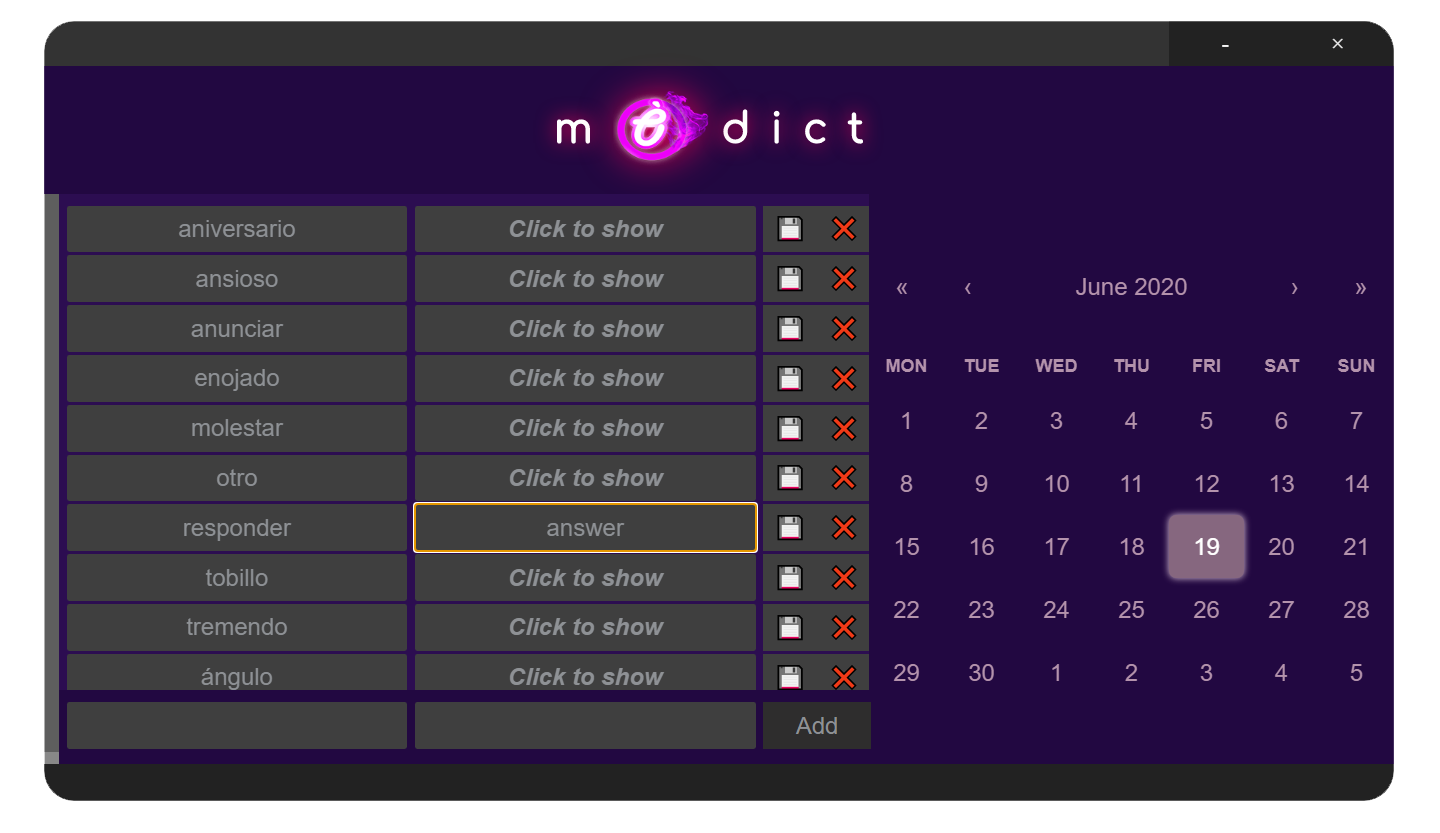 - ×
mèdict
aniversario Click to show
ansioso Click to show
anunciar Click to show
enojado Click to show
molestar Click to show
otro Click to show
responder answer
tobillo Click to show
tremendo Click to show
ángulo Click to show
Add
« ‹ June 2020 › »
MON TUE WED THU FRI SAT SUN
1 2 3 4 5 6 7
8 9 10 11 12 13 14
15 16 17 18 19 20 21
22 23 24 25 26 27 28
29 30 1 2 3 4 5